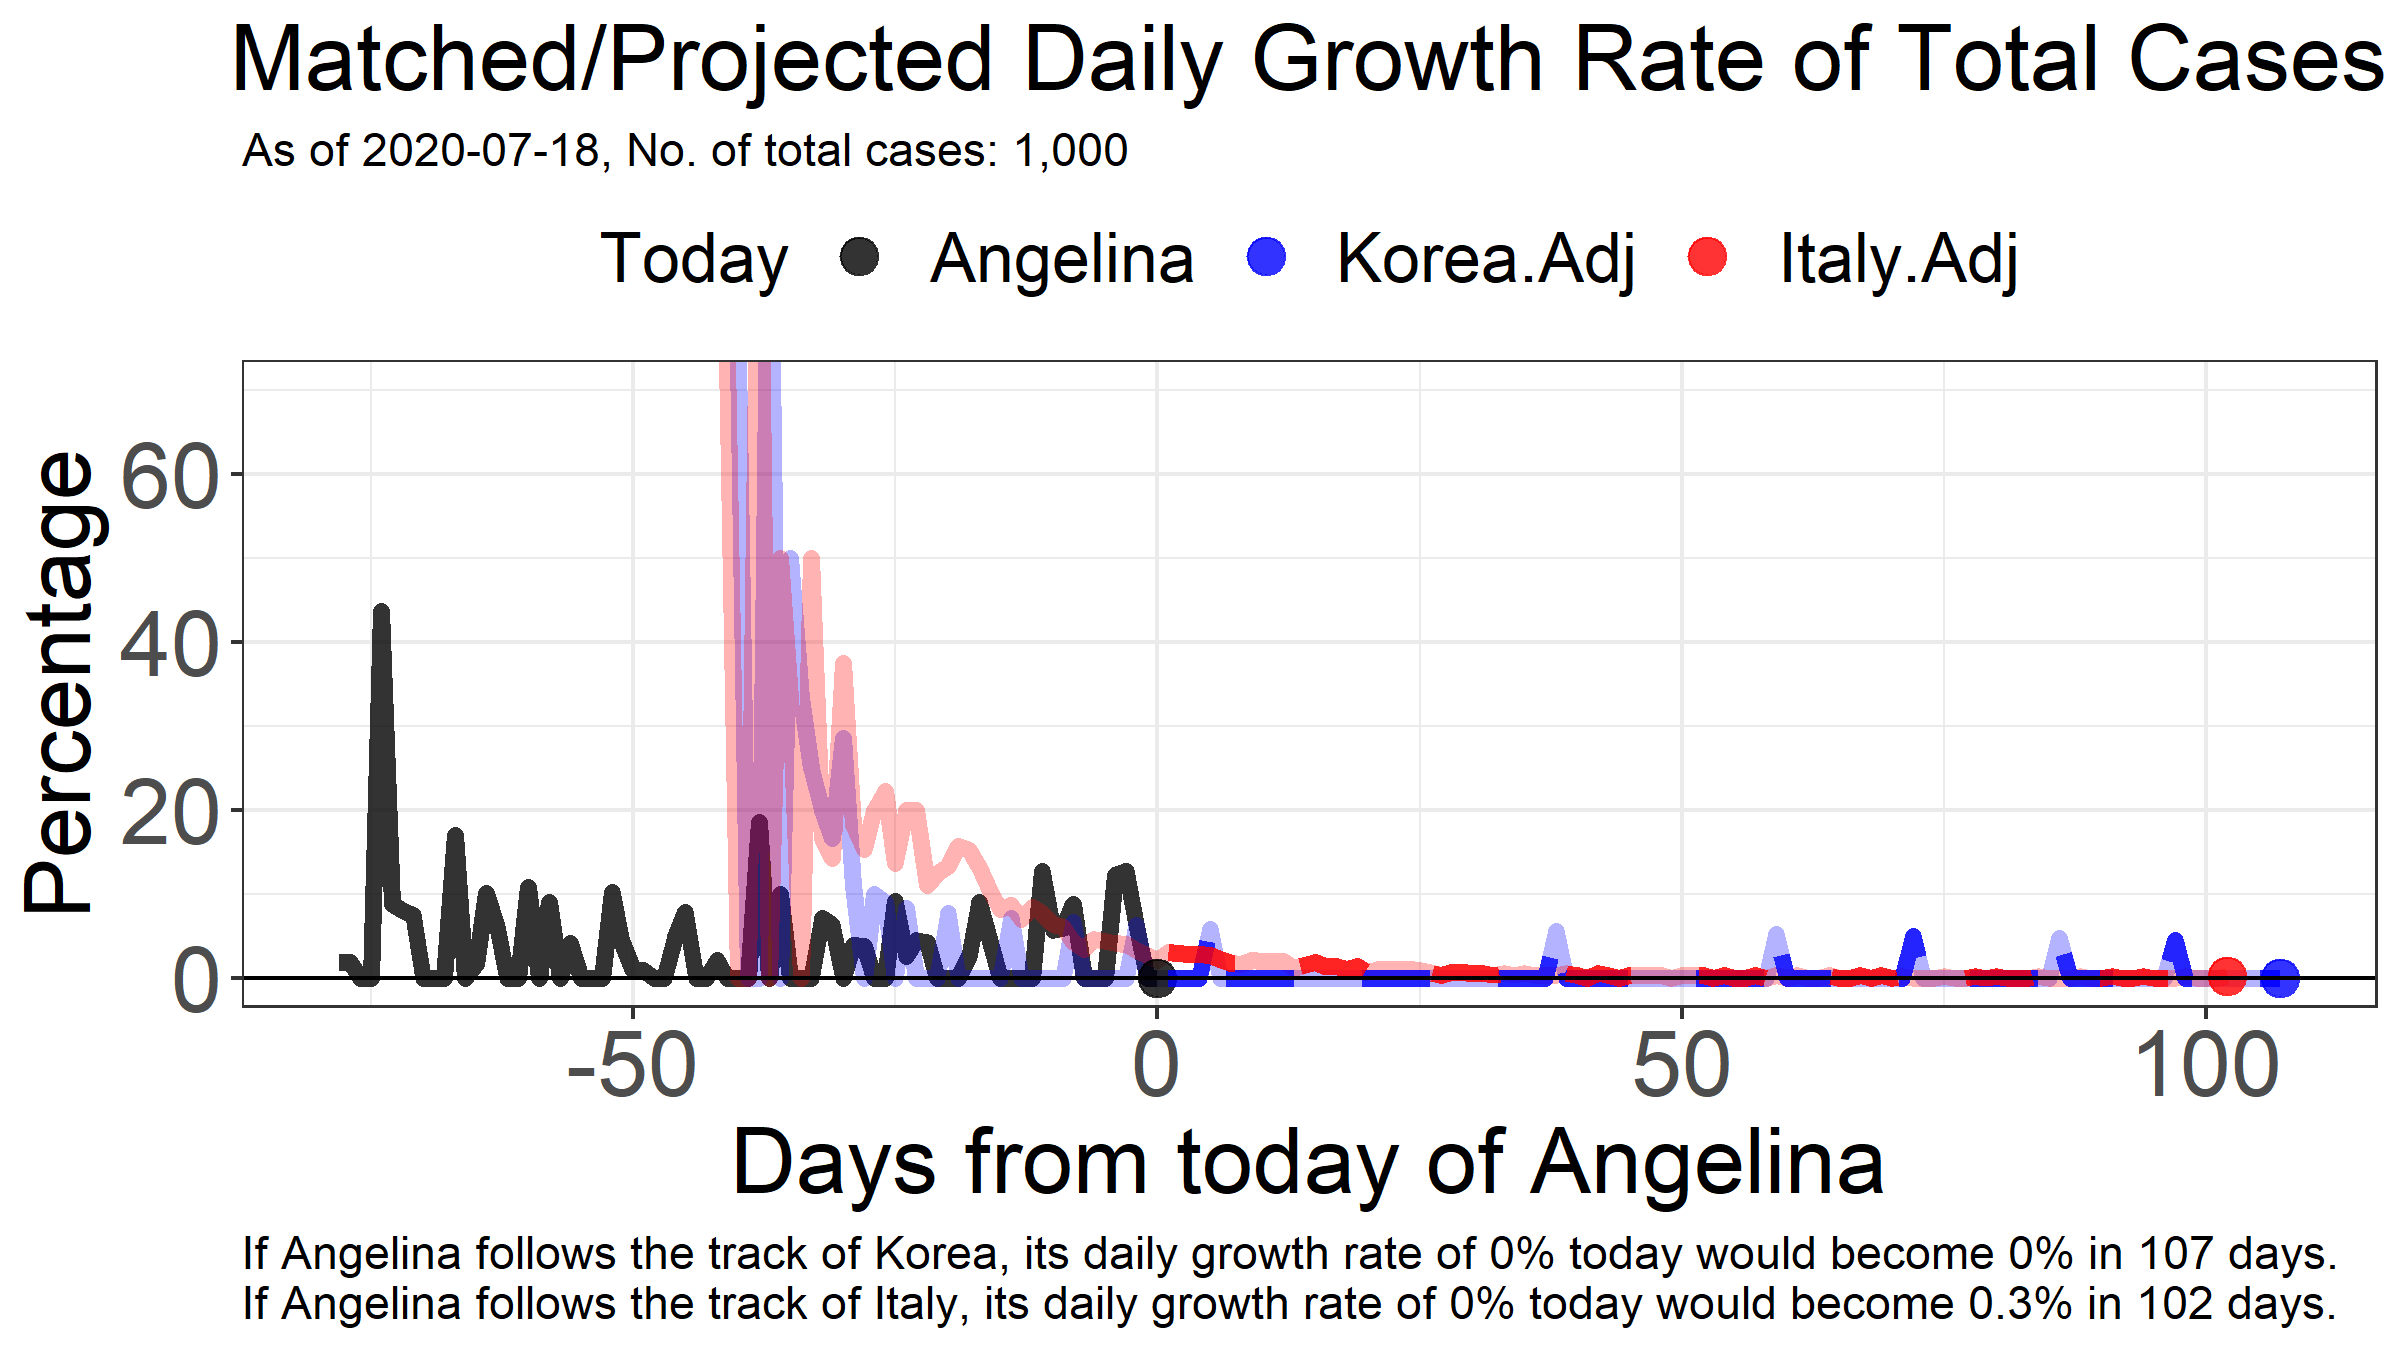 Matched/Projected Daily Growth Rate of Total Cases
As of 2020-07-18, No. of total cases: 1,000
Today Angelina Korea.Adj Italy.Adj
Percentage
60
40
20
0
-50 0 50 100
Days from today of Angelina
If Angelina follows the track of Korea, its daily growth rate of 0% today would become 0% in 107 days.
If Angelina follows the track of Italy, its daily growth rate of 0% today would become 0.3% in 102 days.